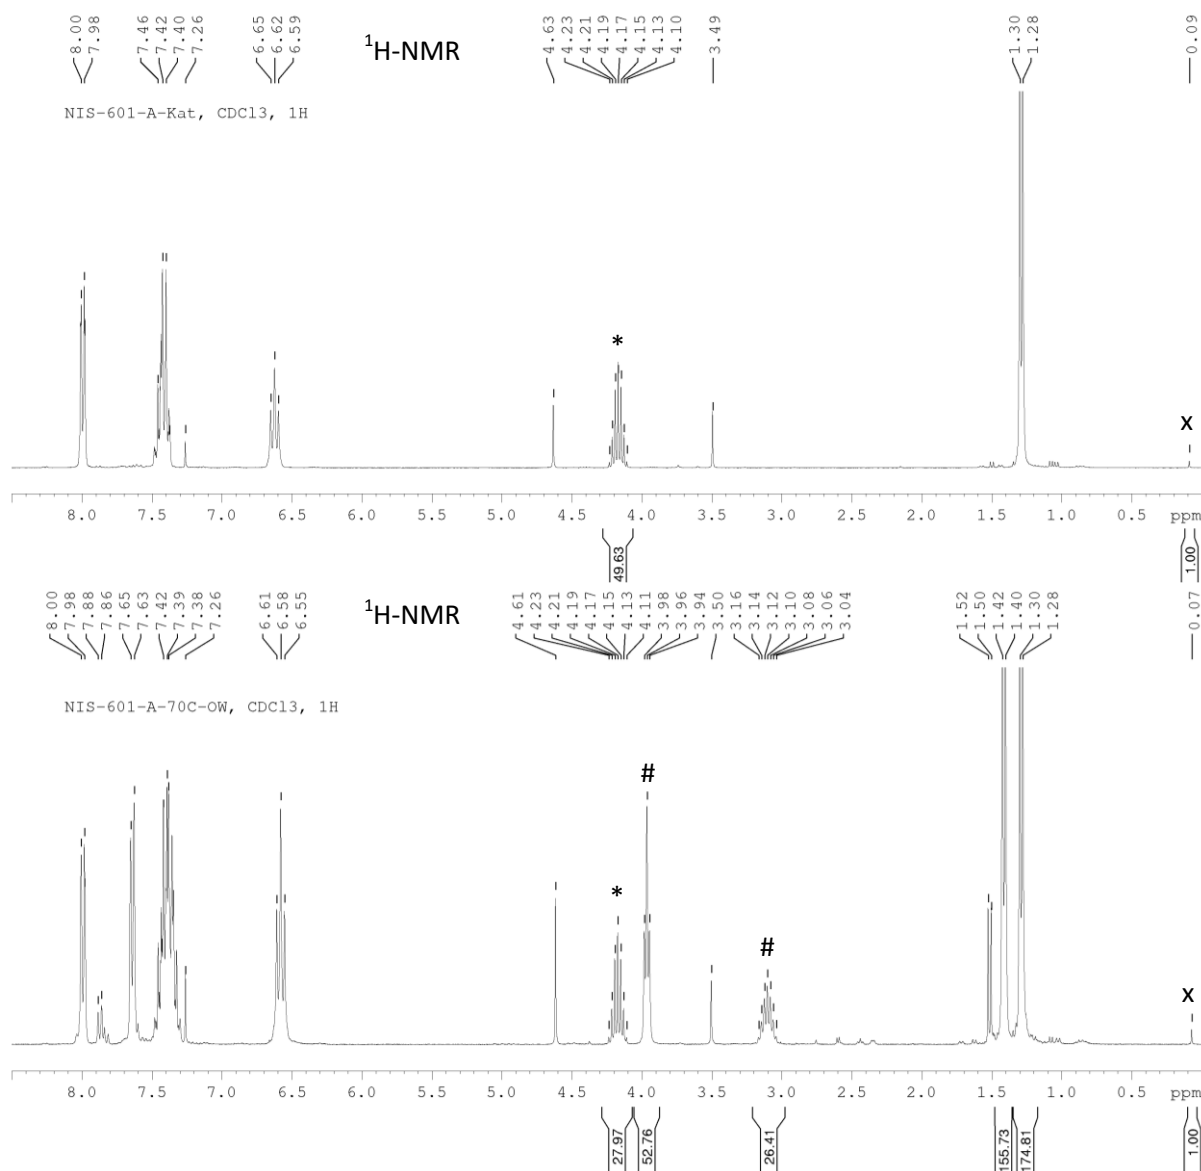 8.00 7.98 7.46 7.42 7.40 7.26 6.65 6.62 6.59 4.63 4.23 4.21 4.19 4.17 4.15 4.13 4.10 3.49 1.30 1.28 0.09
¹H-NMR
NIS-601-A-Kat, CDCl3, 1H
*
x
8.0 7.5 7.0 6.5 6.0 5.5 5.0 4.5 4.0 3.5 3.0 2.5 2.0 1.5 1.0 0.5 ppm
49.63 1.00
8.00 7.98 7.88 7.86 7.65 7.63 7.42 7.39 7.38 7.26 6.61 6.58 6.55 4.61 4.23 4.21 4.19 4.17 4.15 4.13 4.11 3.98 3.96 3.94 3.50 3.16 3.14 3.12 3.10 3.08 3.06 3.04 1.52 1.50 1.42 1.40 1.30 1.28 0.07
¹H-NMR
NIS-601-A-70C-OW, CDCl3, 1H
#
*
#
x
8.0 7.5 7.0 6.5 6.0 5.5 5.0 4.5 4.0 3.5 3.0 2.5 2.0 1.5 1.0 0.5 ppm
27.97 52.76 26.41 155.73 174.81 1.00